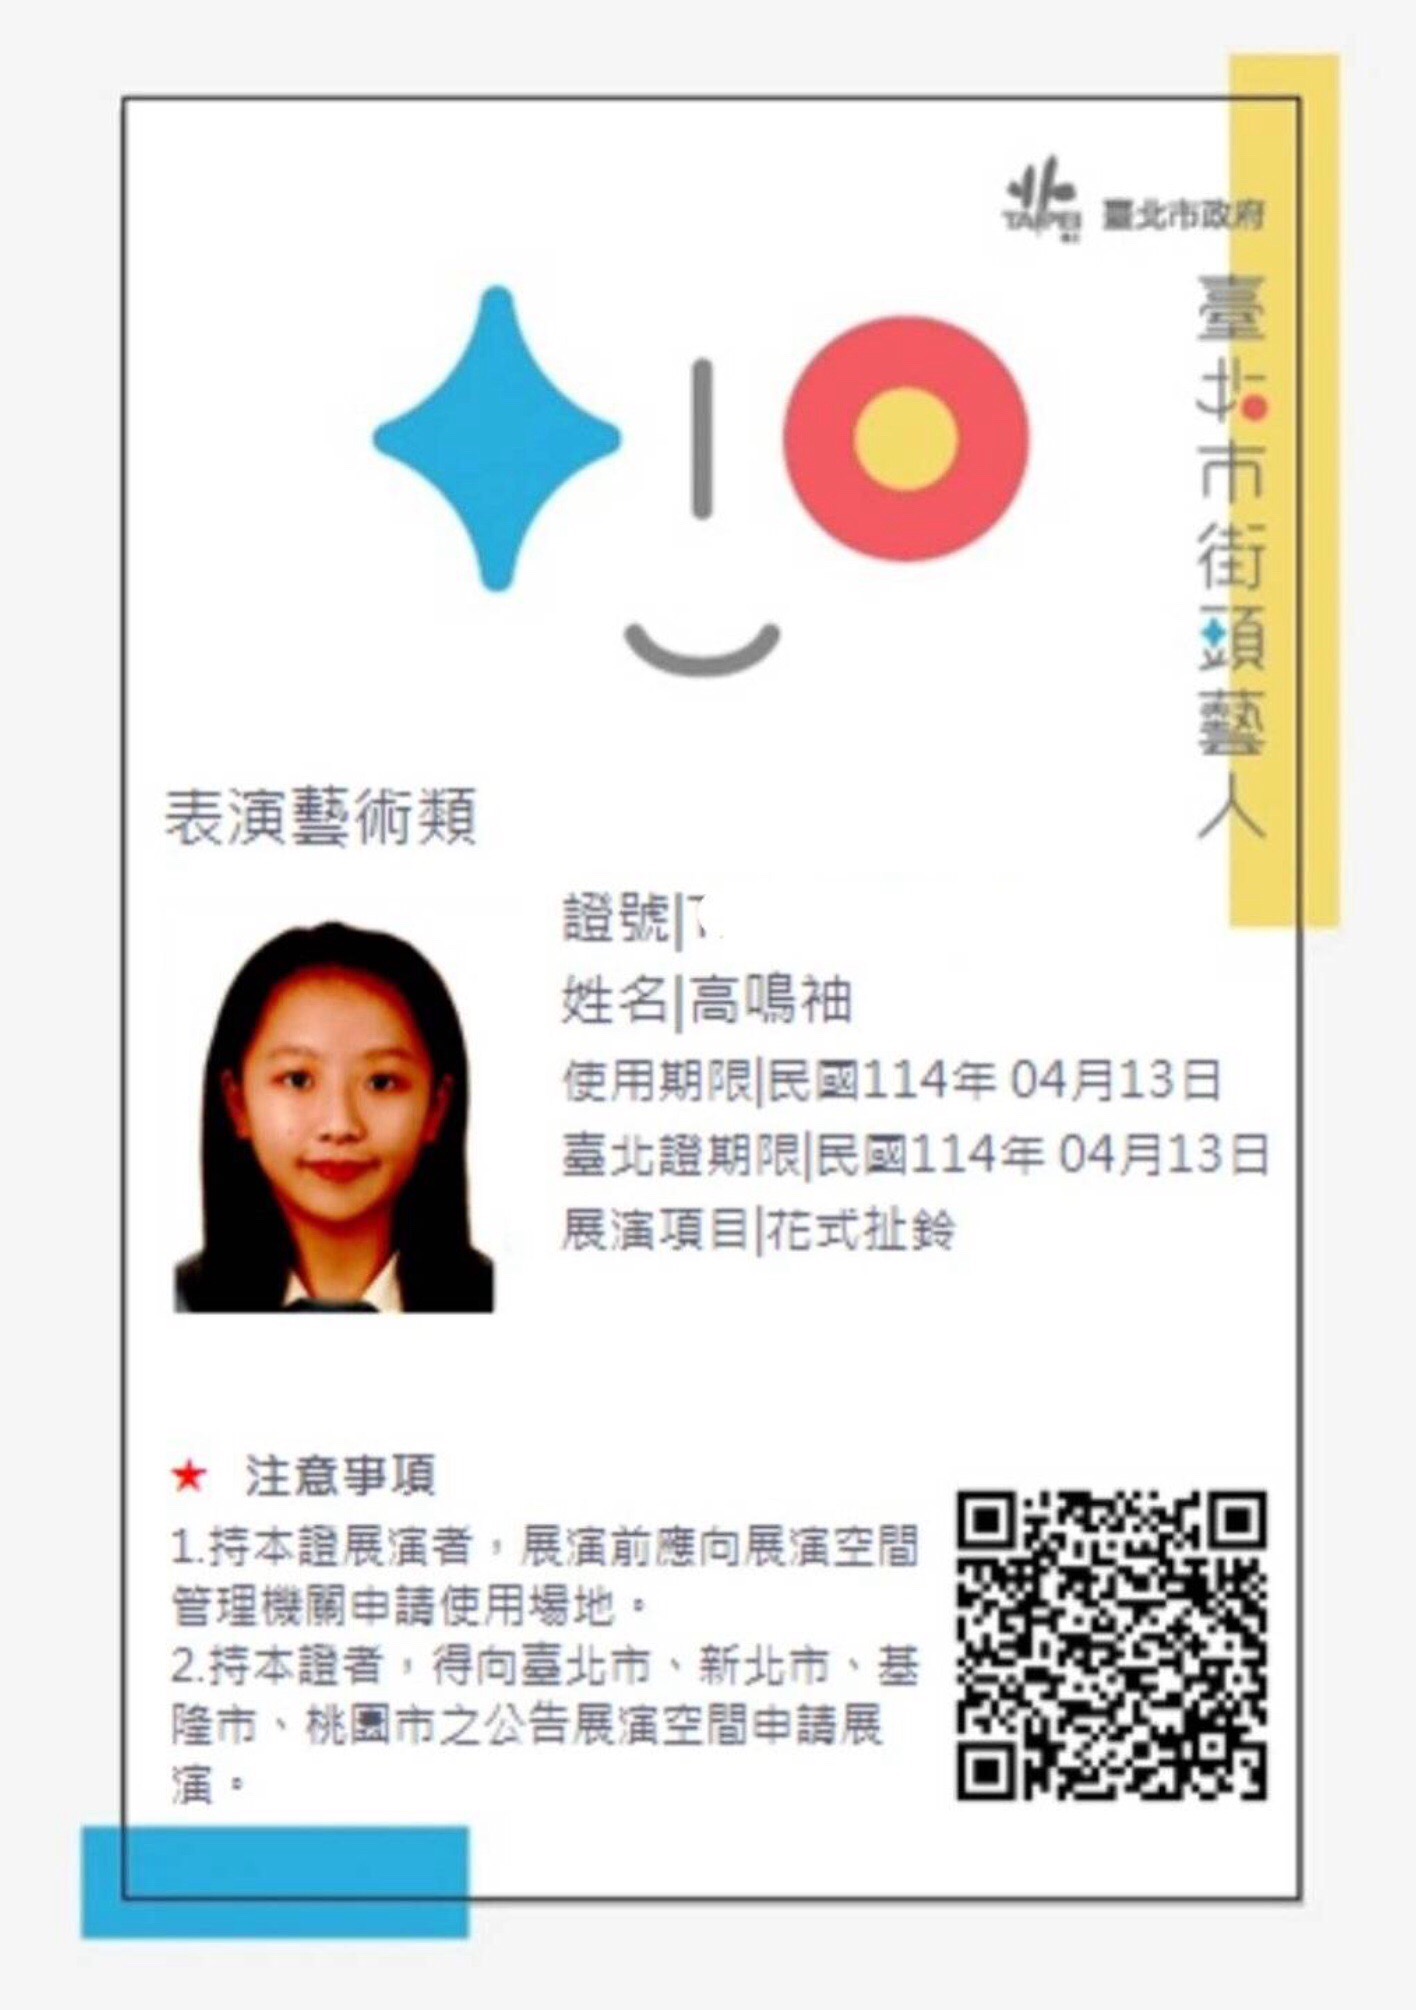 TAIPEI 臺北市政府
臺北市街頭藝人
表演藝術類
證號|
姓名|高鳴袖
使用期限|民國114年 04月13日
臺北證期限|民國114年 04月13日
展演項目|花式扯鈴
★ 注意事項
1.持本證展演者，展演前應向展演空間
管理機關申請使用場地。
2.持本證者，得向臺北市、新北市、基
隆市、桃園市之公告展演空間申請展
演。